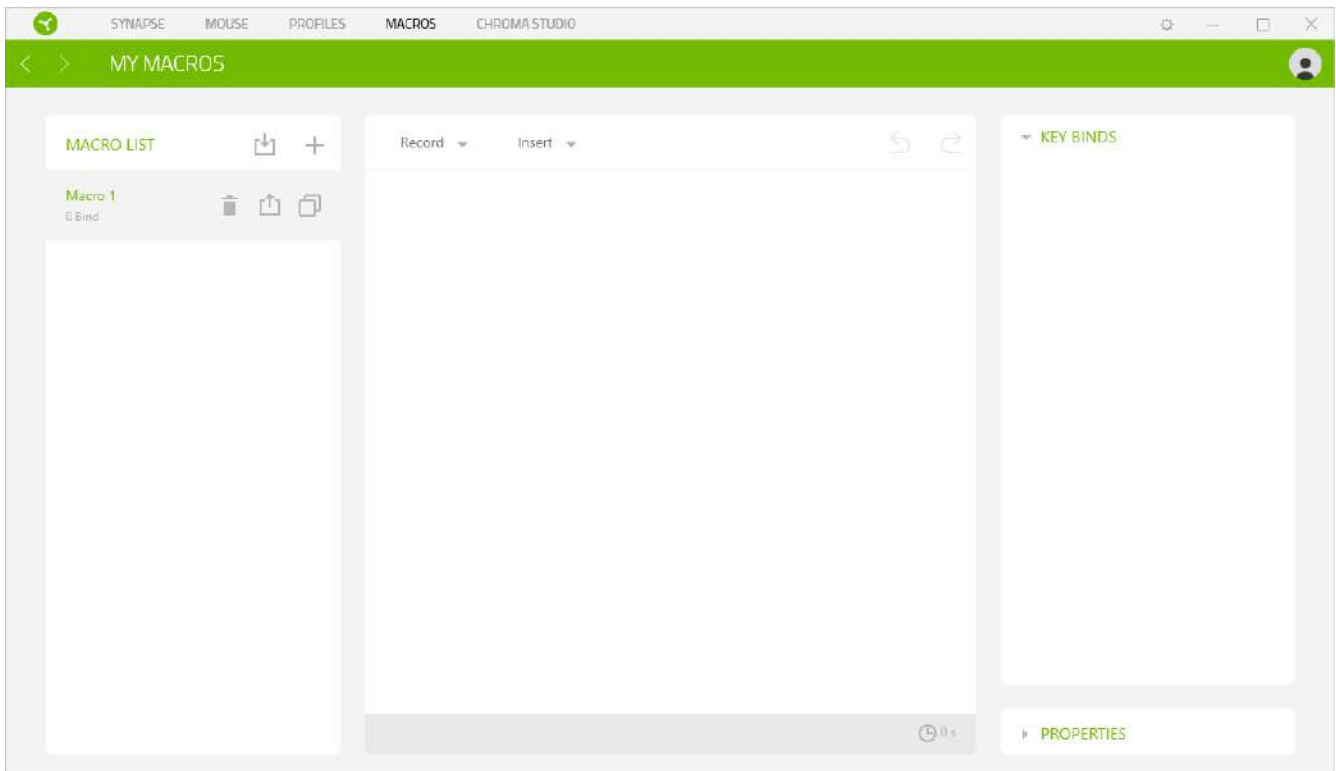 SYNAPSE MOUSE PROFILES MACROS CHROMA STUDIO
MY MACROS
MACRO LIST
Record Insert
KEY BINDS
Macro 1
0 Bind
0 s
PROPERTIES